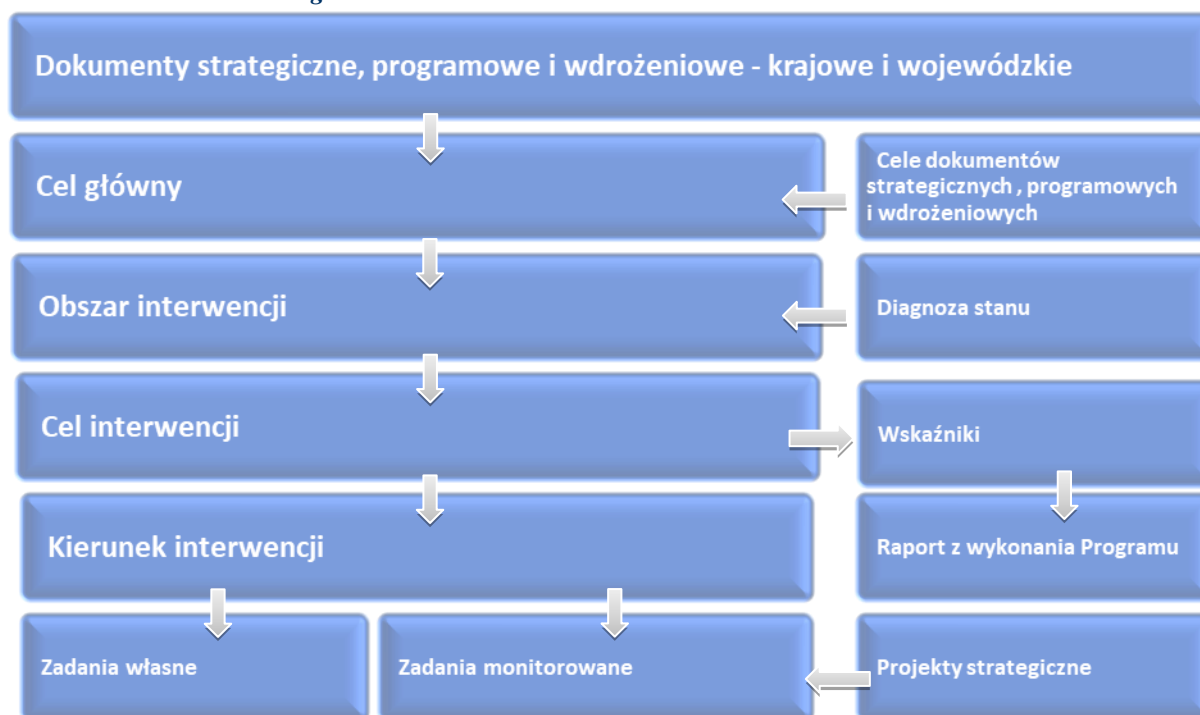 Dokumenty strategiczne, programowe i wdrożeniowe - krajowe i wojewódzkie
Cel główny
Cele dokumentów
strategicznych , programowych
i wdrożeniowych
Obszar interwencji
Diagnoza stanu
Cel interwencji
Wskaźniki
Kierunek interwencji
Raport z wykonania Programu
Zadania własne
Zadania monitorowane
Projekty strategiczne